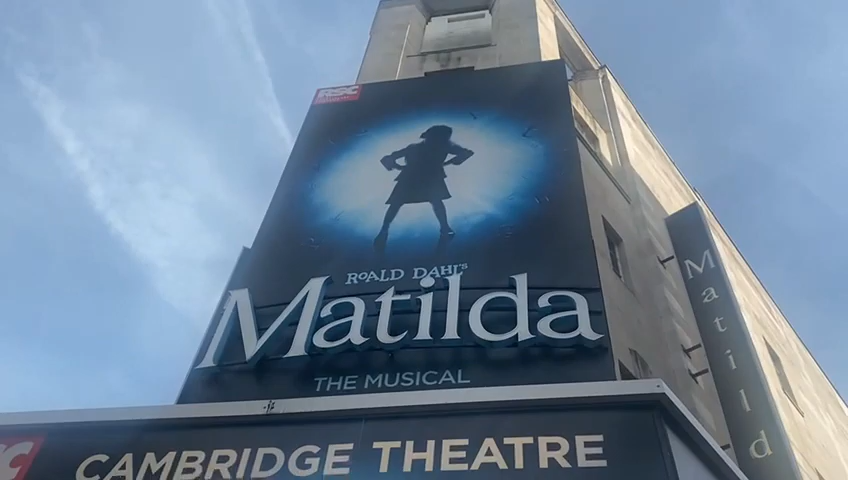 RSC
ROALD DAHL's
Matilda
THE MUSICAL
CAMBRIDGE THEATRE
Matild